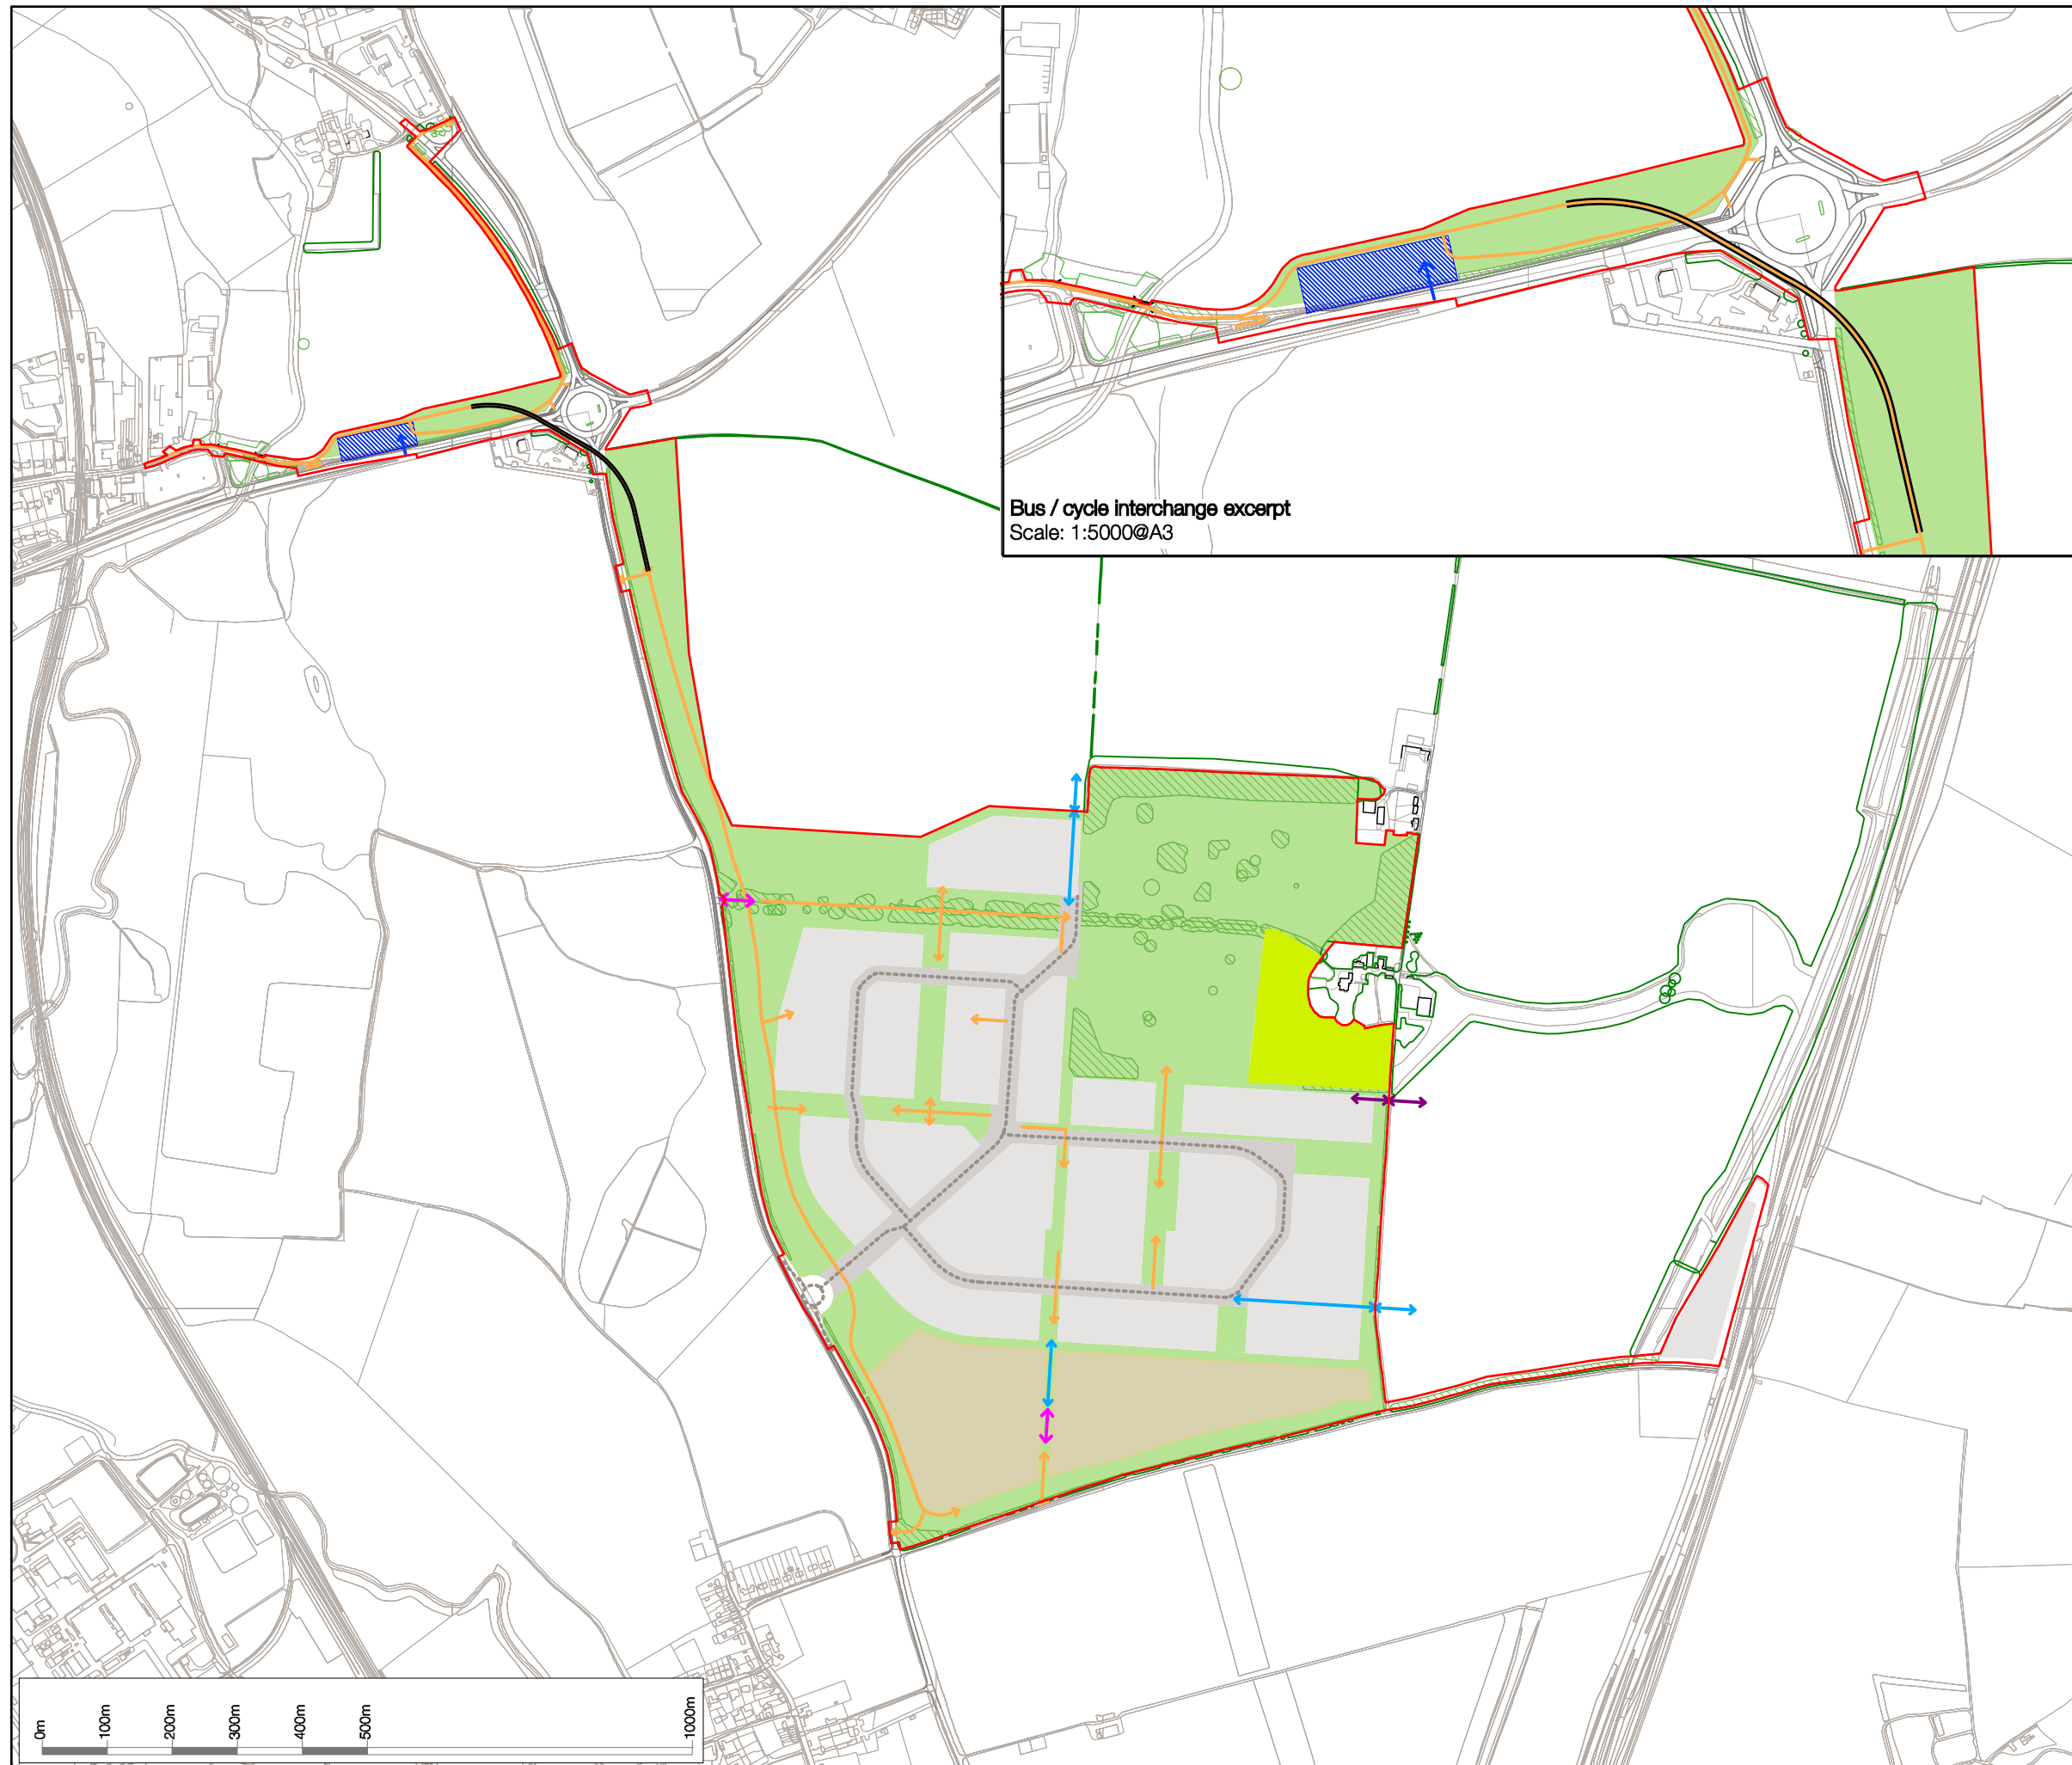 Bus / cycle interchange excerpt
Scale: 1:5000@A3
0m
100m
200m
300m
400m
500m
1000m